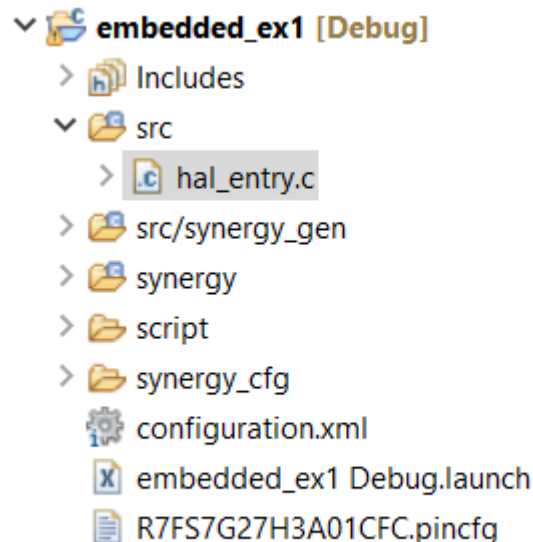 embedded_ex1 [Debug]
Includes
src
hal_entry.c
src/synergy_gen
synergy
script
synergy_cfg
configuration.xml
embedded_ex1 Debug.launch
R7FS7G27H3A01CFC.pincfg